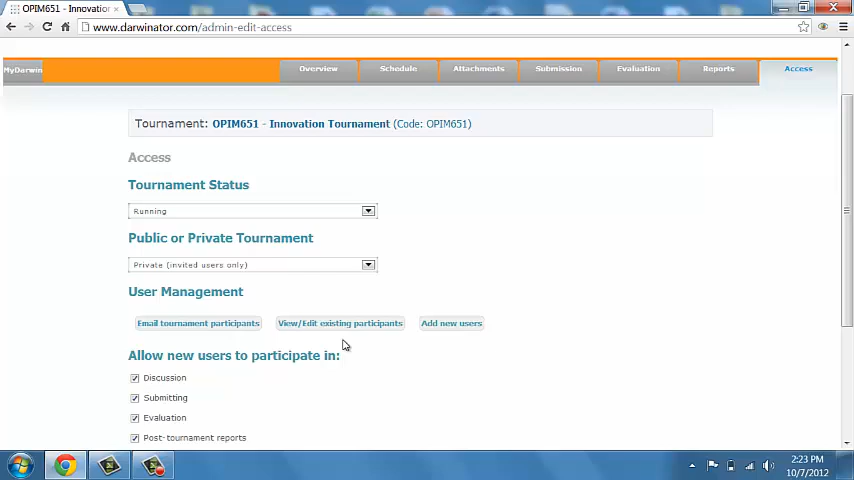 OPIM651 - Innovation
www.darwinator.com/admin-edit-access
MyDarwin
Overview
Schedule
Attachments
Submission
Evaluation
Reports
Access
Tournament: OPIM651 - Innovation Tournament (Code: OPIM651)
Access
Tournament Status
Running
Public or Private Tournament
Private (invited users only)
User Management
Email tournament participants
View/Edit existing participants
Add new users
Allow new users to participate in:
Discussion
Submitting
Evaluation
Post-tournament reports
2:23 PM
10/7/2012